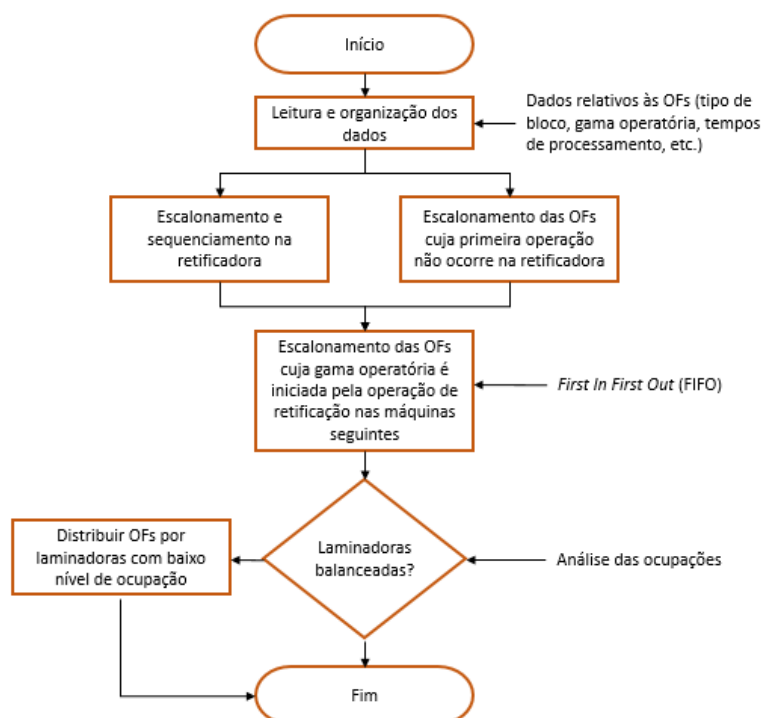 Início
Leitura e organização dos
dados
Dados relativos às OFs (tipo de
bloco, gama operatória, tempos
de processamento, etc.)
Escalonamento e
sequenciamento na
retificadora
Escalonamento das OFs
cuja primeira operação
não ocorre na retificadora
Escalonamento das OFs
cuja gama operatória é
iniciada pela operação de
retificação nas máquinas
seguintes
First In First Out (FIFO)
Distribuir OFs por
laminadoras com baixo
nível de ocupação
Laminadoras
balanceadas?
Análise das ocupações
Fim